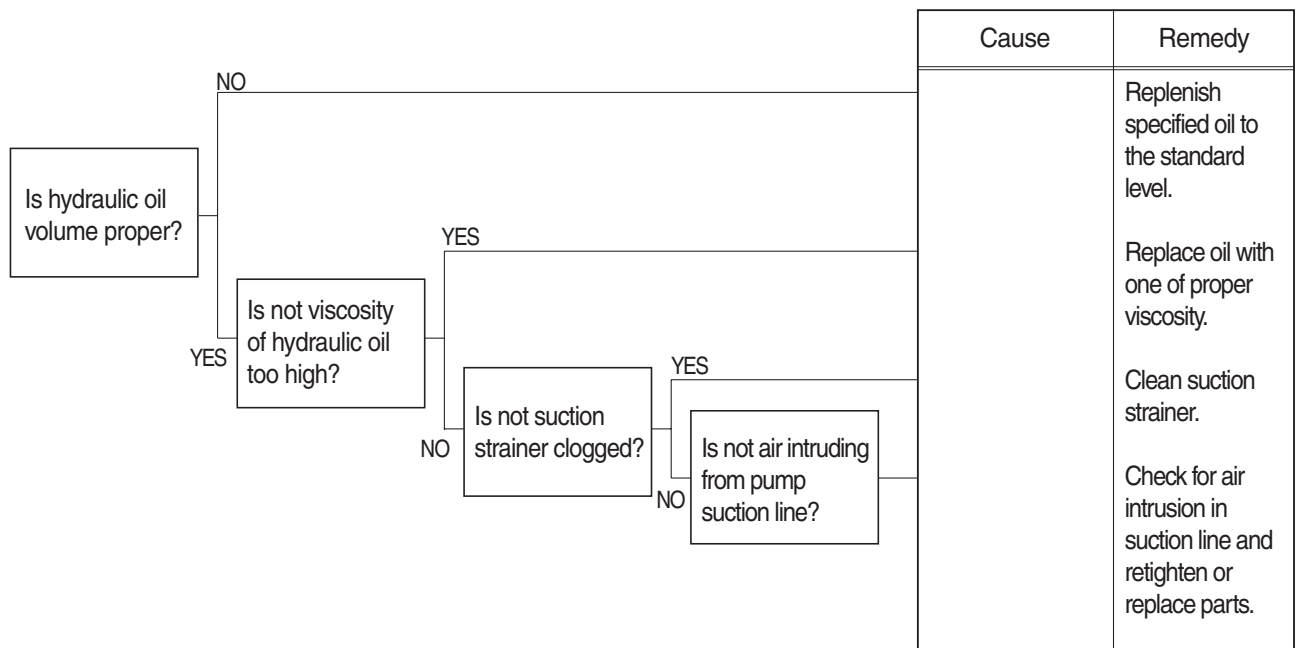 Cause
Remedy
NO
Replenish
specified oil to
the standard
level.
Is hydraulic oil
volume proper?
YES
Replace oil with
one of proper
viscosity.
YES
Is not viscosity
of hydraulic oil
too high?
YES
Clean suction
strainer.
NO
Is not suction
strainer clogged?
NO
Is not air intruding
from pump
suction line?
Check for air
intrusion in
suction line and
retighten or
replace parts.